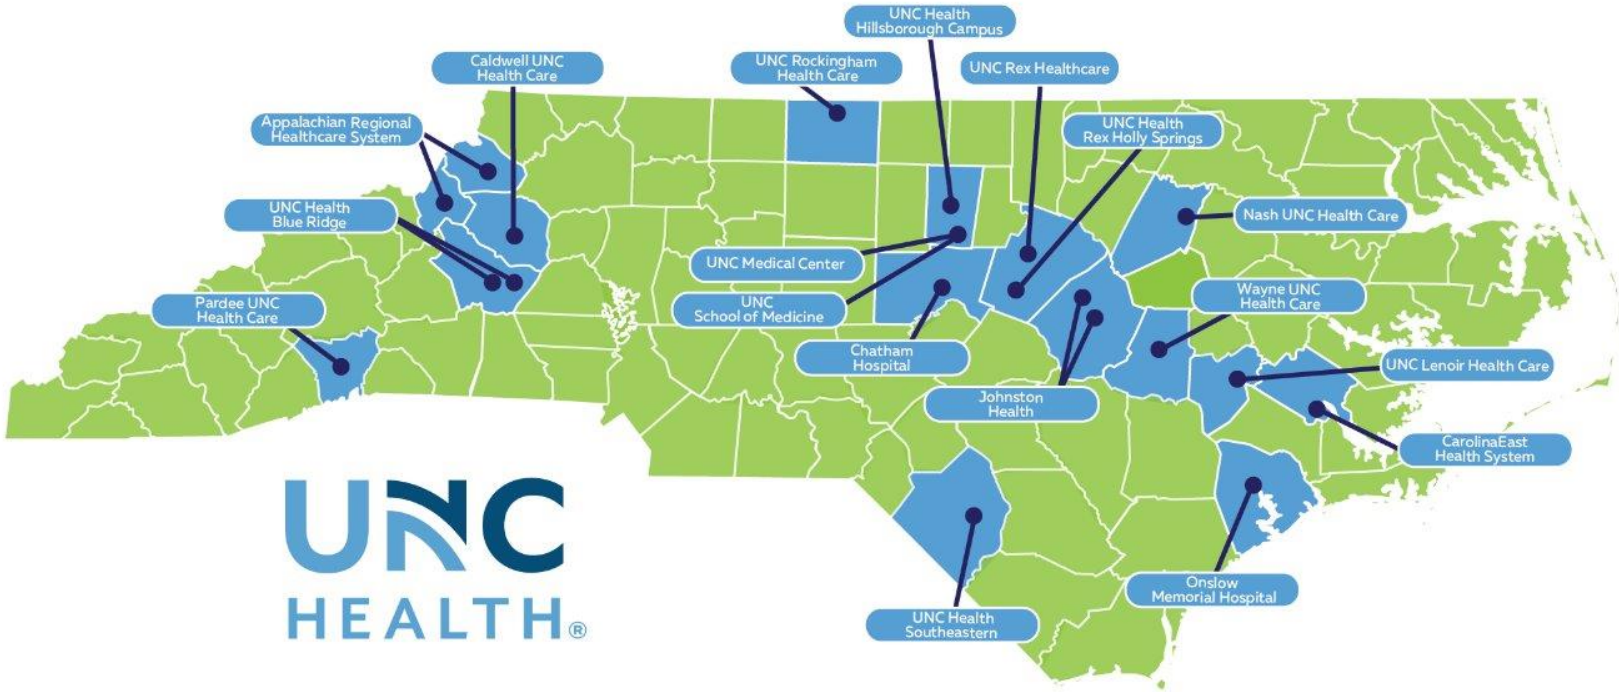 UNC Health
Hillsborough Campus
Caldwell UNC
Health Care
UNC Rockingham
Health Care
UNC Rex Healthcare
Appalachian Regional
Healthcare System
UNC Health
Rex Holly Springs
UNC Health
Blue Ridge
Nash UNC Health Care
UNC Medical Center
Pardee UNC
Health Care
UNC
School of Medicine
Wayne UNC
Health Care
Chatham
Hospital
UNC Lenoir Health Care
Johnston
Health
CarolinaEast
Health System
UNC
HEALTH®
Onslow
Memorial Hospital
UNC Health
Southeastern